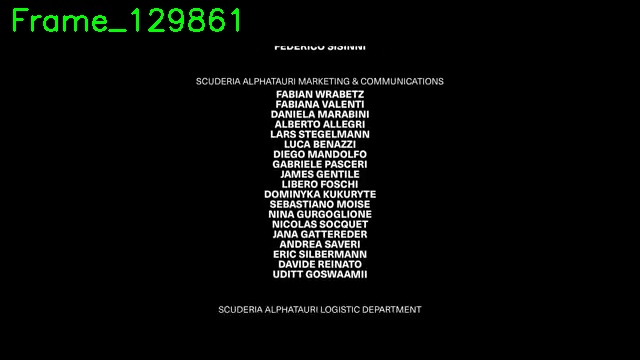 Frame_129861
FEDERICO SISINNI
SCUDERIA ALPHATAURI MARKETING & COMMUNICATIONS
FABIAN WRABETZ
FABIANA VALENTI
DANIELA MARABINI
ALBERTO ALLEGRI
LARS STEGELMANN
LUCA BENAZZI
DIEGO MANDOLFO
GABRIELE PASCERI
JAMES GENTILE
LIBERO FOSCHI
DOMINYKA KUKURYTE
SEBASTIANO MOISE
NINA GURGOGLIONE
NICOLAS SOCQUET
JANA GATTEREDER
ANDREA SAVERI
ERIC SILBERMANN
DAVIDE REINATO
UDITT GOSWAAMII
SCUDERIA ALPHATAURI LOGISTIC DEPARTMENT